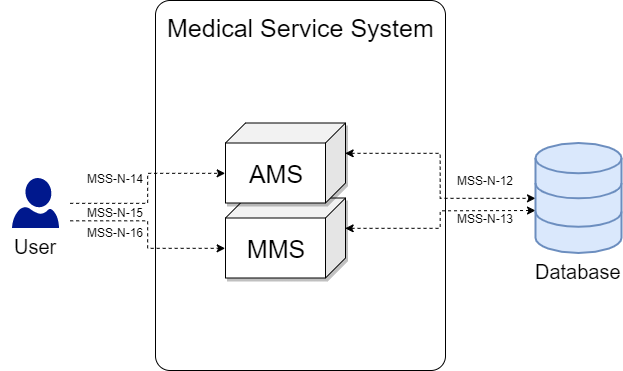 Medical Service System
AMS
MMS
MSS-N-14
MSS-N-15
MSS-N-16
User
MSS-N-12
MSS-N-13
Database